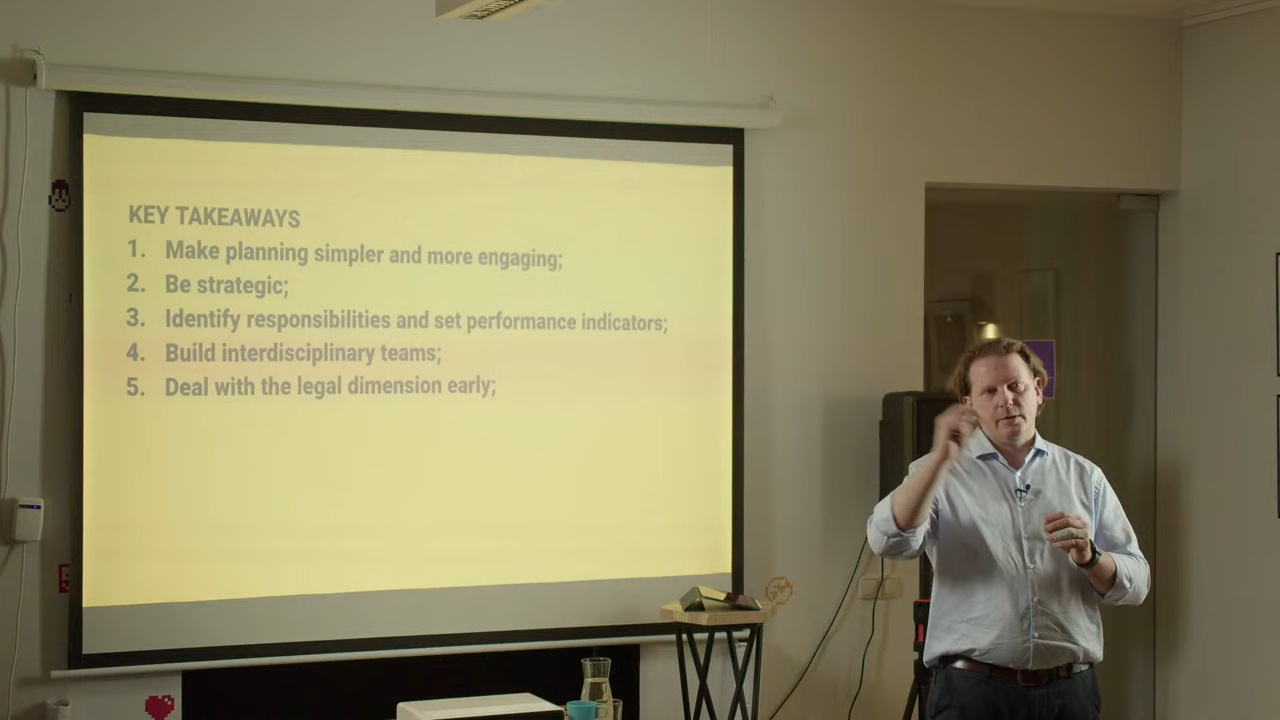 KEY TAKEAWAYS
1. Make planning simpler and more engaging;
2. Be strategic;
3. Identify responsibilities and set performance indicators;
4. Build interdisciplinary teams;
5. Deal with the legal dimension early;